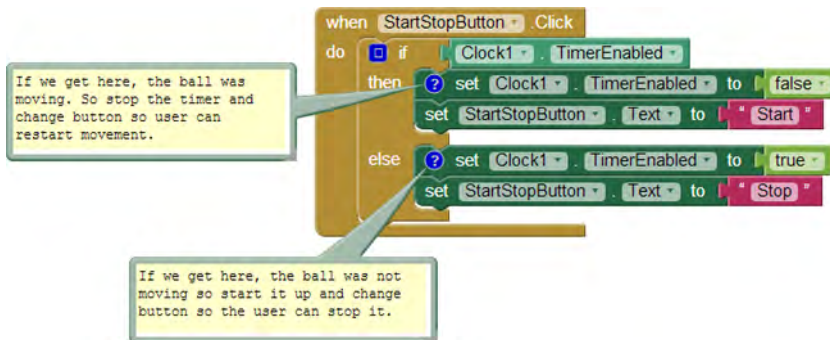 when StartStopButton .Click
do if Clock1 . TimerEnabled
then ? set Clock1 . TimerEnabled to false
set StartStopButton . Text to " Start "
else ? set Clock1 . TimerEnabled to true
set StartStopButton . Text to " Stop "
If we get here, the ball was
moving. So stop the timer and
change button so user can
restart movement.
If we get here, the ball was not
moving so start it up and change
button so the user can stop it.